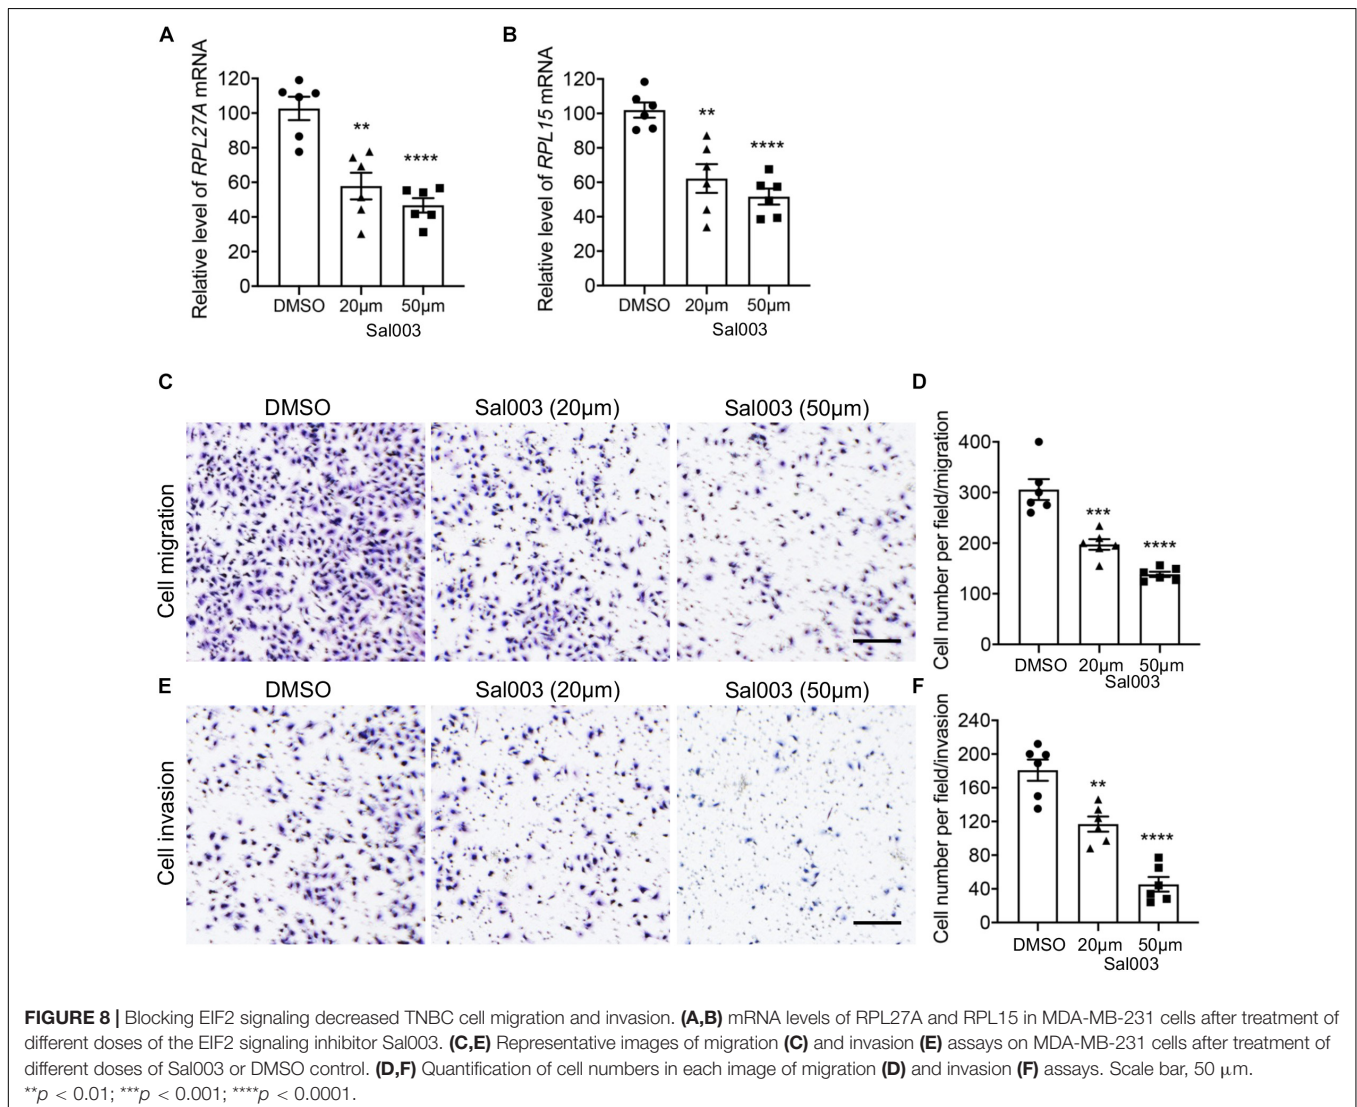 A
Relative level of RPL27A mRNA
120
100
80
60
40
20
0
**
****
DMSO 20µm 50µm
Sal003
B
Relative level of RPL15 mRNA
120
100
80
60
40
20
0
**
****
DMSO 20µm 50µm
Sal003
C
DMSO Sal003 (20µm) Sal003 (50µm)
Cell migration
D
Cell number per field/migration
400
300
200
100
0
***
****
DMSO 20µm 50µm
Sal003
E
DMSO Sal003 (20µm) Sal003 (50µm)
Cell invasion
F
Cell number per field/invasion
240
200
160
120
80
40
0
**
****
DMSO 20µm 50µm
Sal003
FIGURE 8 | Blocking EIF2 signaling decreased TNBC cell migration and invasion. (A,B) mRNA levels of RPL27A and RPL15 in MDA-MB-231 cells after treatment of
different doses of the EIF2 signaling inhibitor Sal003. (C,E) Representative images of migration (C) and invasion (E) assays on MDA-MB-231 cells after treatment of
different doses of Sal003 or DMSO control. (D,F) Quantification of cell numbers in each image of migration (D) and invasion (F) assays. Scale bar, 50 µm.
**p < 0.01; ***p < 0.001; ****p < 0.0001.